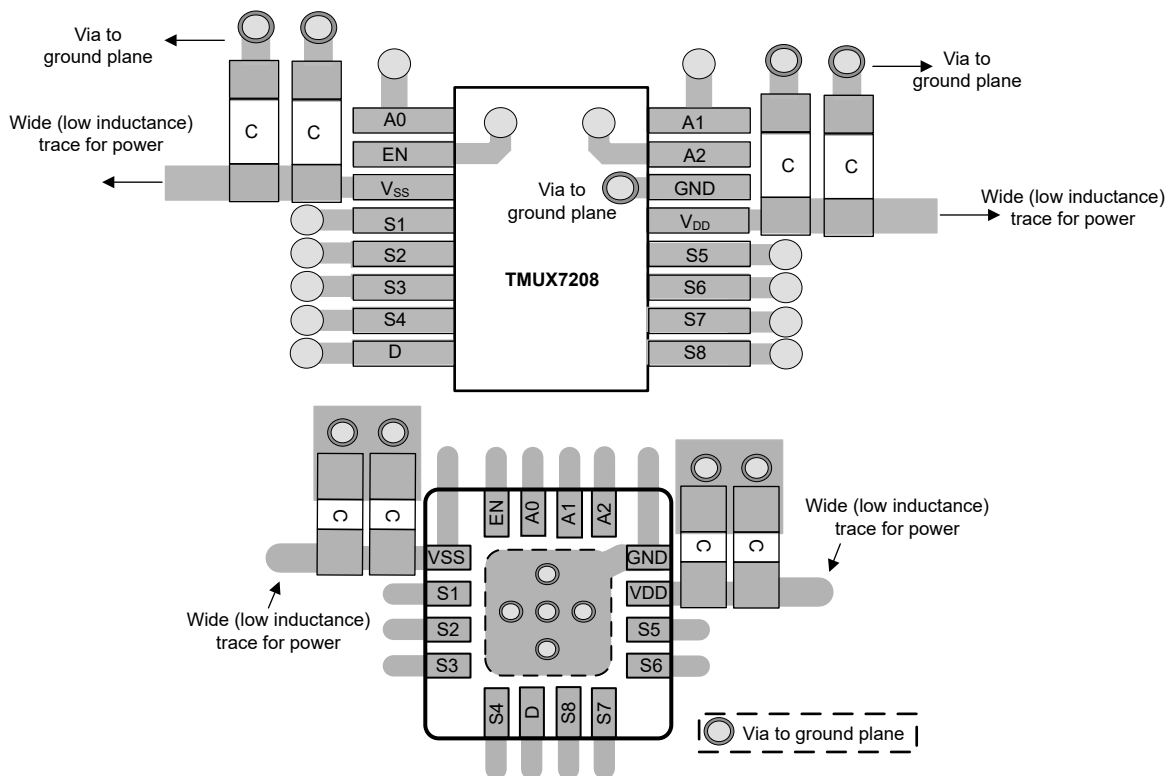 Via to
ground plane
Via to
ground plane
Wide (low inductance)
trace for power
C
C
C
C
A0
EN
VSS
S1
S2
S3
S4
D
A1
A2
GND
VDD
S5
S6
S7
S8
Via to
ground plane
TMUX7208
Wide (low inductance)
trace for power
C
C
C
C
EN
A0
A1
A2
VSS
S1
S2
S3
GND
VDD
S5
S6
S4
D
S8
S7
Wide (low inductance)
trace for power
Wide (low inductance)
trace for power
Via to ground plane